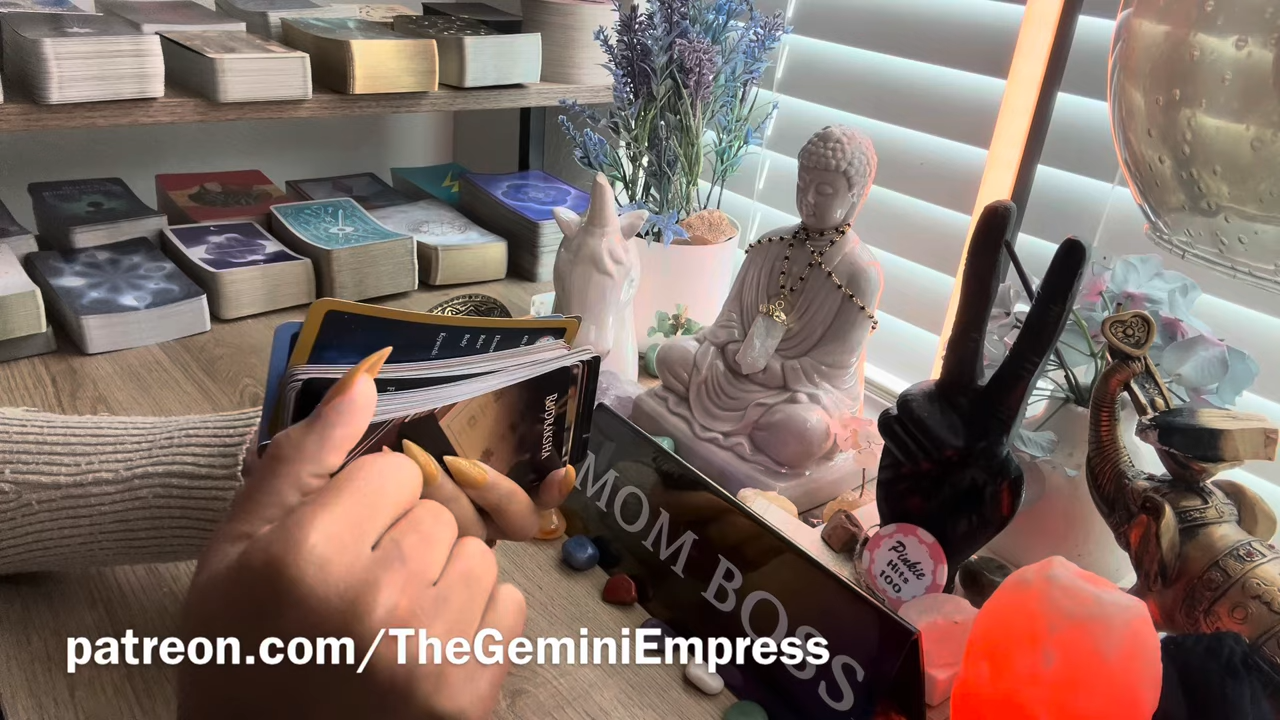 RUDRAKSHA
MOM BOSS
Pinkie
Hits
100
patreon.com/TheGeminiEmpress